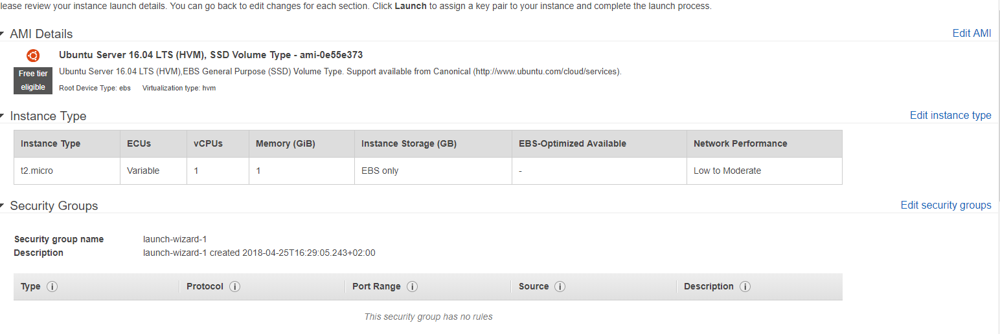 lease review your instance launch details. You can go back to edit changes for each section. Click Launch to assign a key pair to your instance and complete the launch process.
AMI Details
Edit AMI
Ubuntu Server 16.04 LTS (HVM), SSD Volume Type - ami-0e55e373
Free tier eligible
Ubuntu Server 16.04 LTS (HVM),EBS General Purpose (SSD) Volume Type. Support available from Canonical (http://www.ubuntu.com/cloud/services).
Root Device Type: ebs Virtualization type: hvm
Instance Type
Edit instance type
Instance Type ECUs vCPUs Memory (GiB) Instance Storage (GB) EBS-Optimized Available Network Performance
t2.micro Variable 1 1 EBS only - Low to Moderate
Security Groups
Edit security groups
Security group name launch-wizard-1
Description launch-wizard-1 created 2018-04-25T16:29:05.243+02:00
Type i Protocol i Port Range i Source i Description i
This security group has no rules